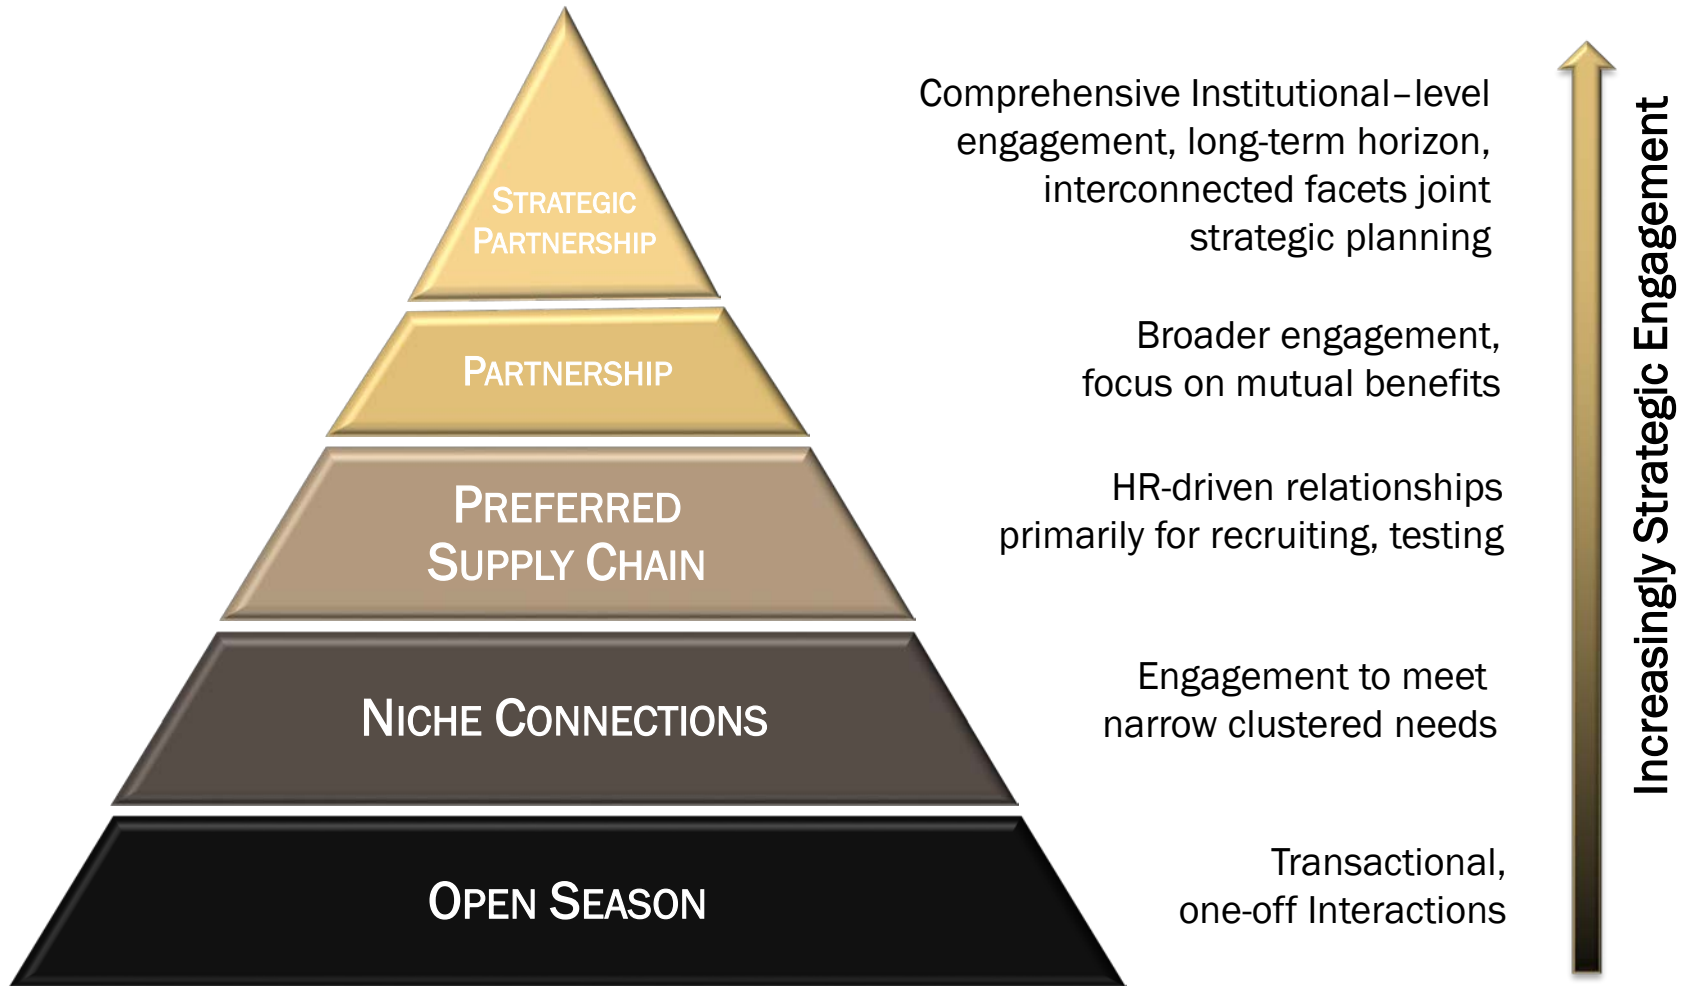 STRATEGIC
PARTNERSHIP
Comprehensive Institutional–level
engagement, long-term horizon,
interconnected facets joint
strategic planning
PARTNERSHIP
Broader engagement,
focus on mutual benefits
PREFERRED
SUPPLY CHAIN
HR-driven relationships
primarily for recruiting, testing
NICHE CONNECTIONS
Engagement to meet
narrow clustered needs
OPEN SEASON
Transactional,
one-off Interactions
Increasingly Strategic Engagement